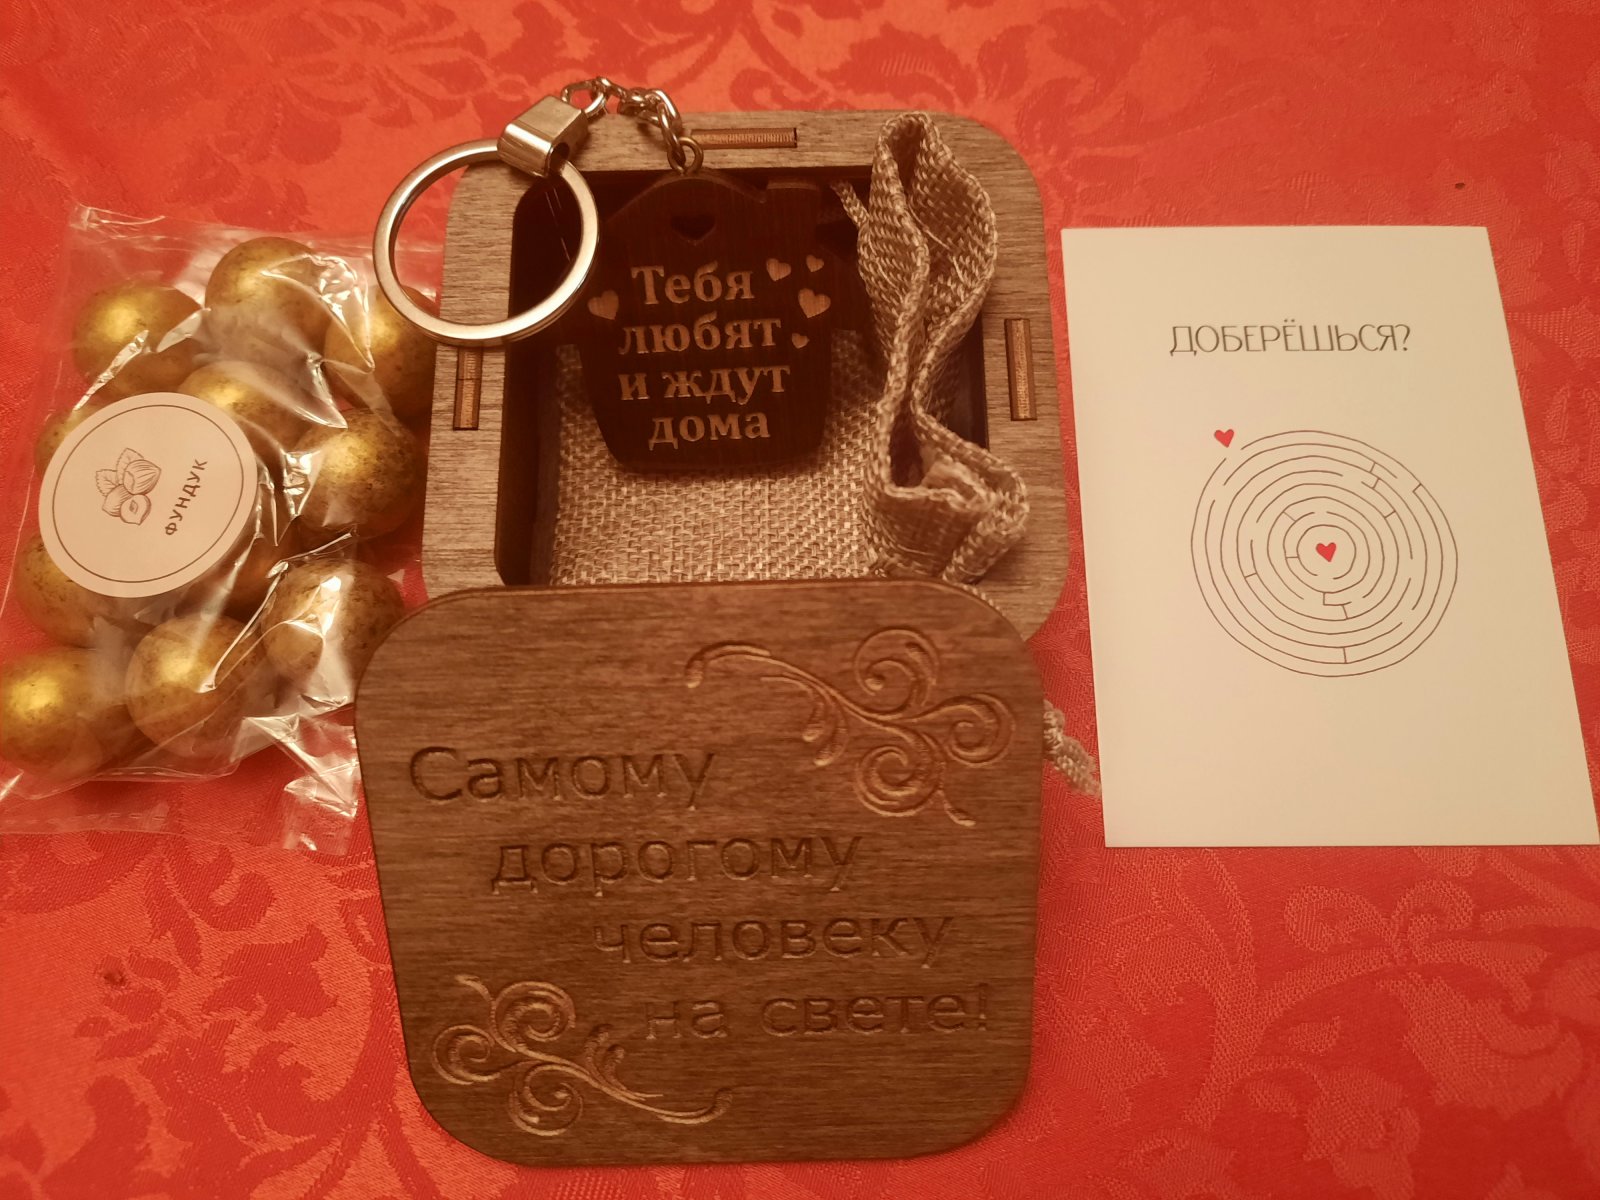 Тебя
любят
и ждут
дома
ФУНДУК
ДОБЕРЁШЬСЯ?
Самому
дорогому
человеку
на свете!